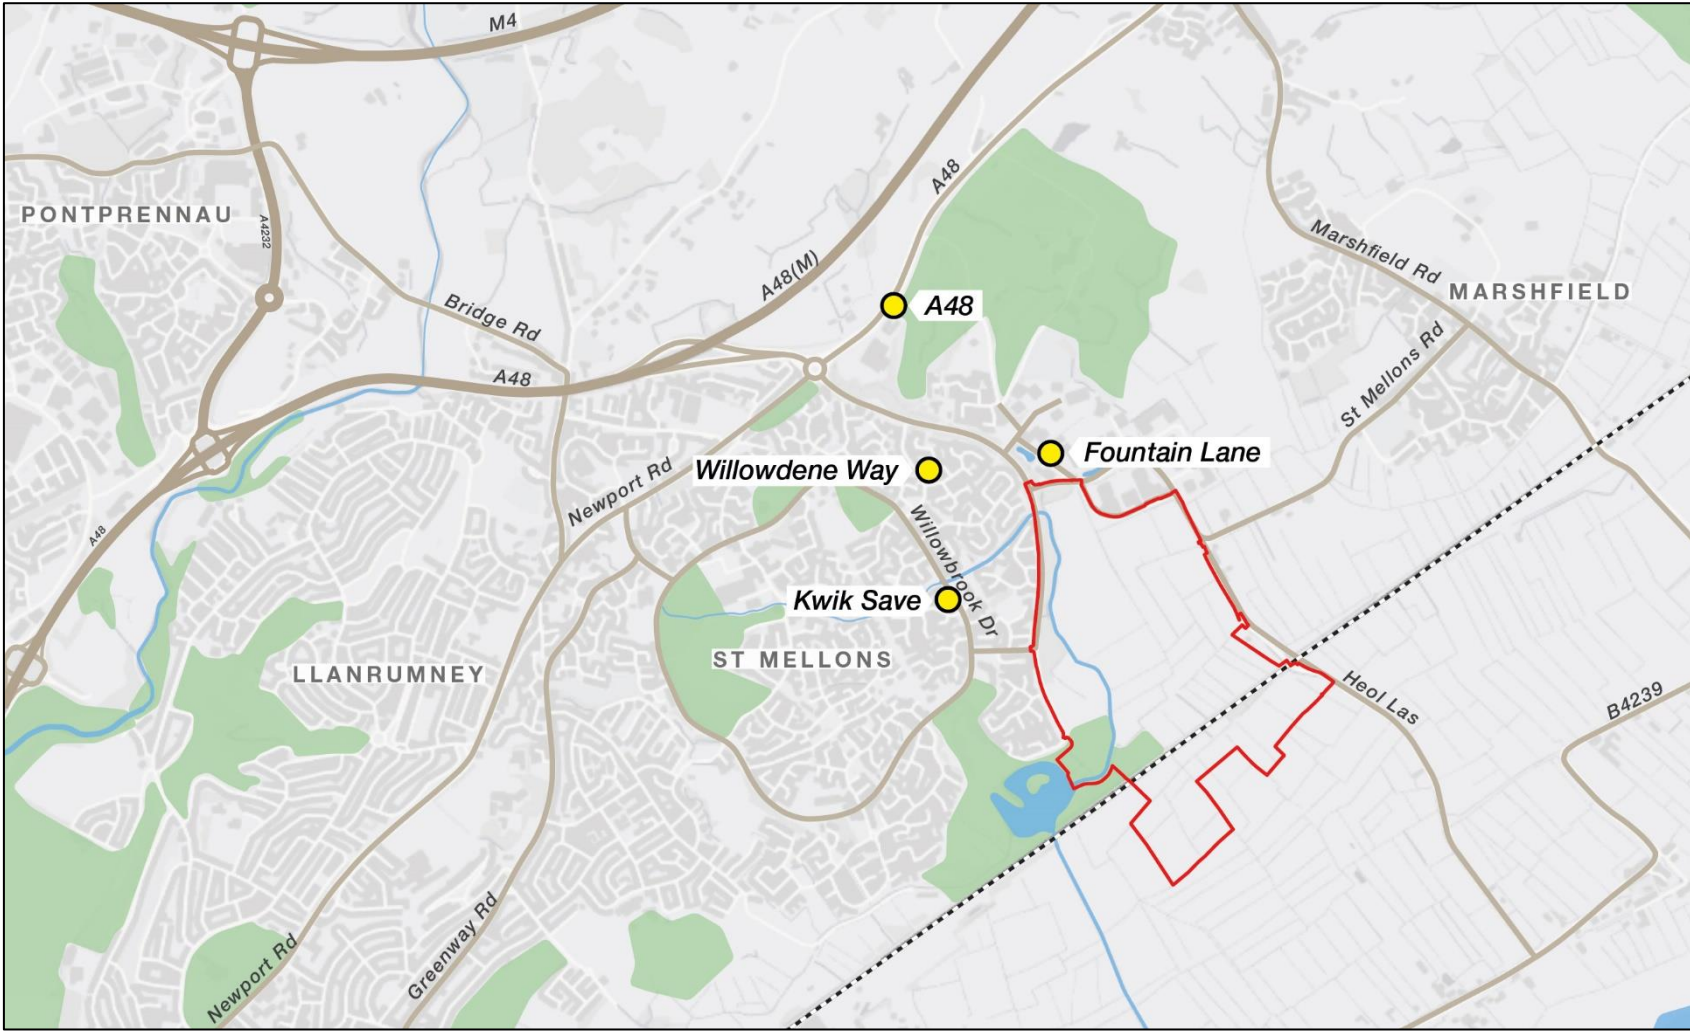 M4
A48
PONTPRENNAU
A4232
Marshfield Rd
A48(M)
MARSHFIELD
Bridge Rd
A48
A48
St Mellons Rd
Fountain Lane
Willowdene Way
Newport Rd
A48
Willowbrook Dr
Kwik Save
ST MELLONS
LLANRUMNEY
Heol Las
B4239
Greenway Rd
Newport Rd